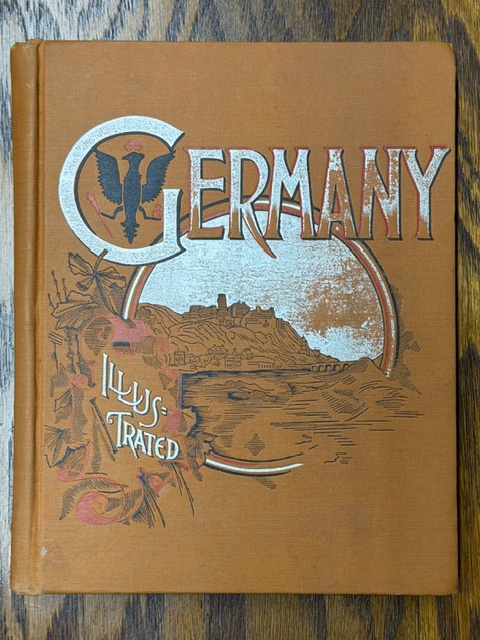 GERMANY
ILLUS=
TRATED